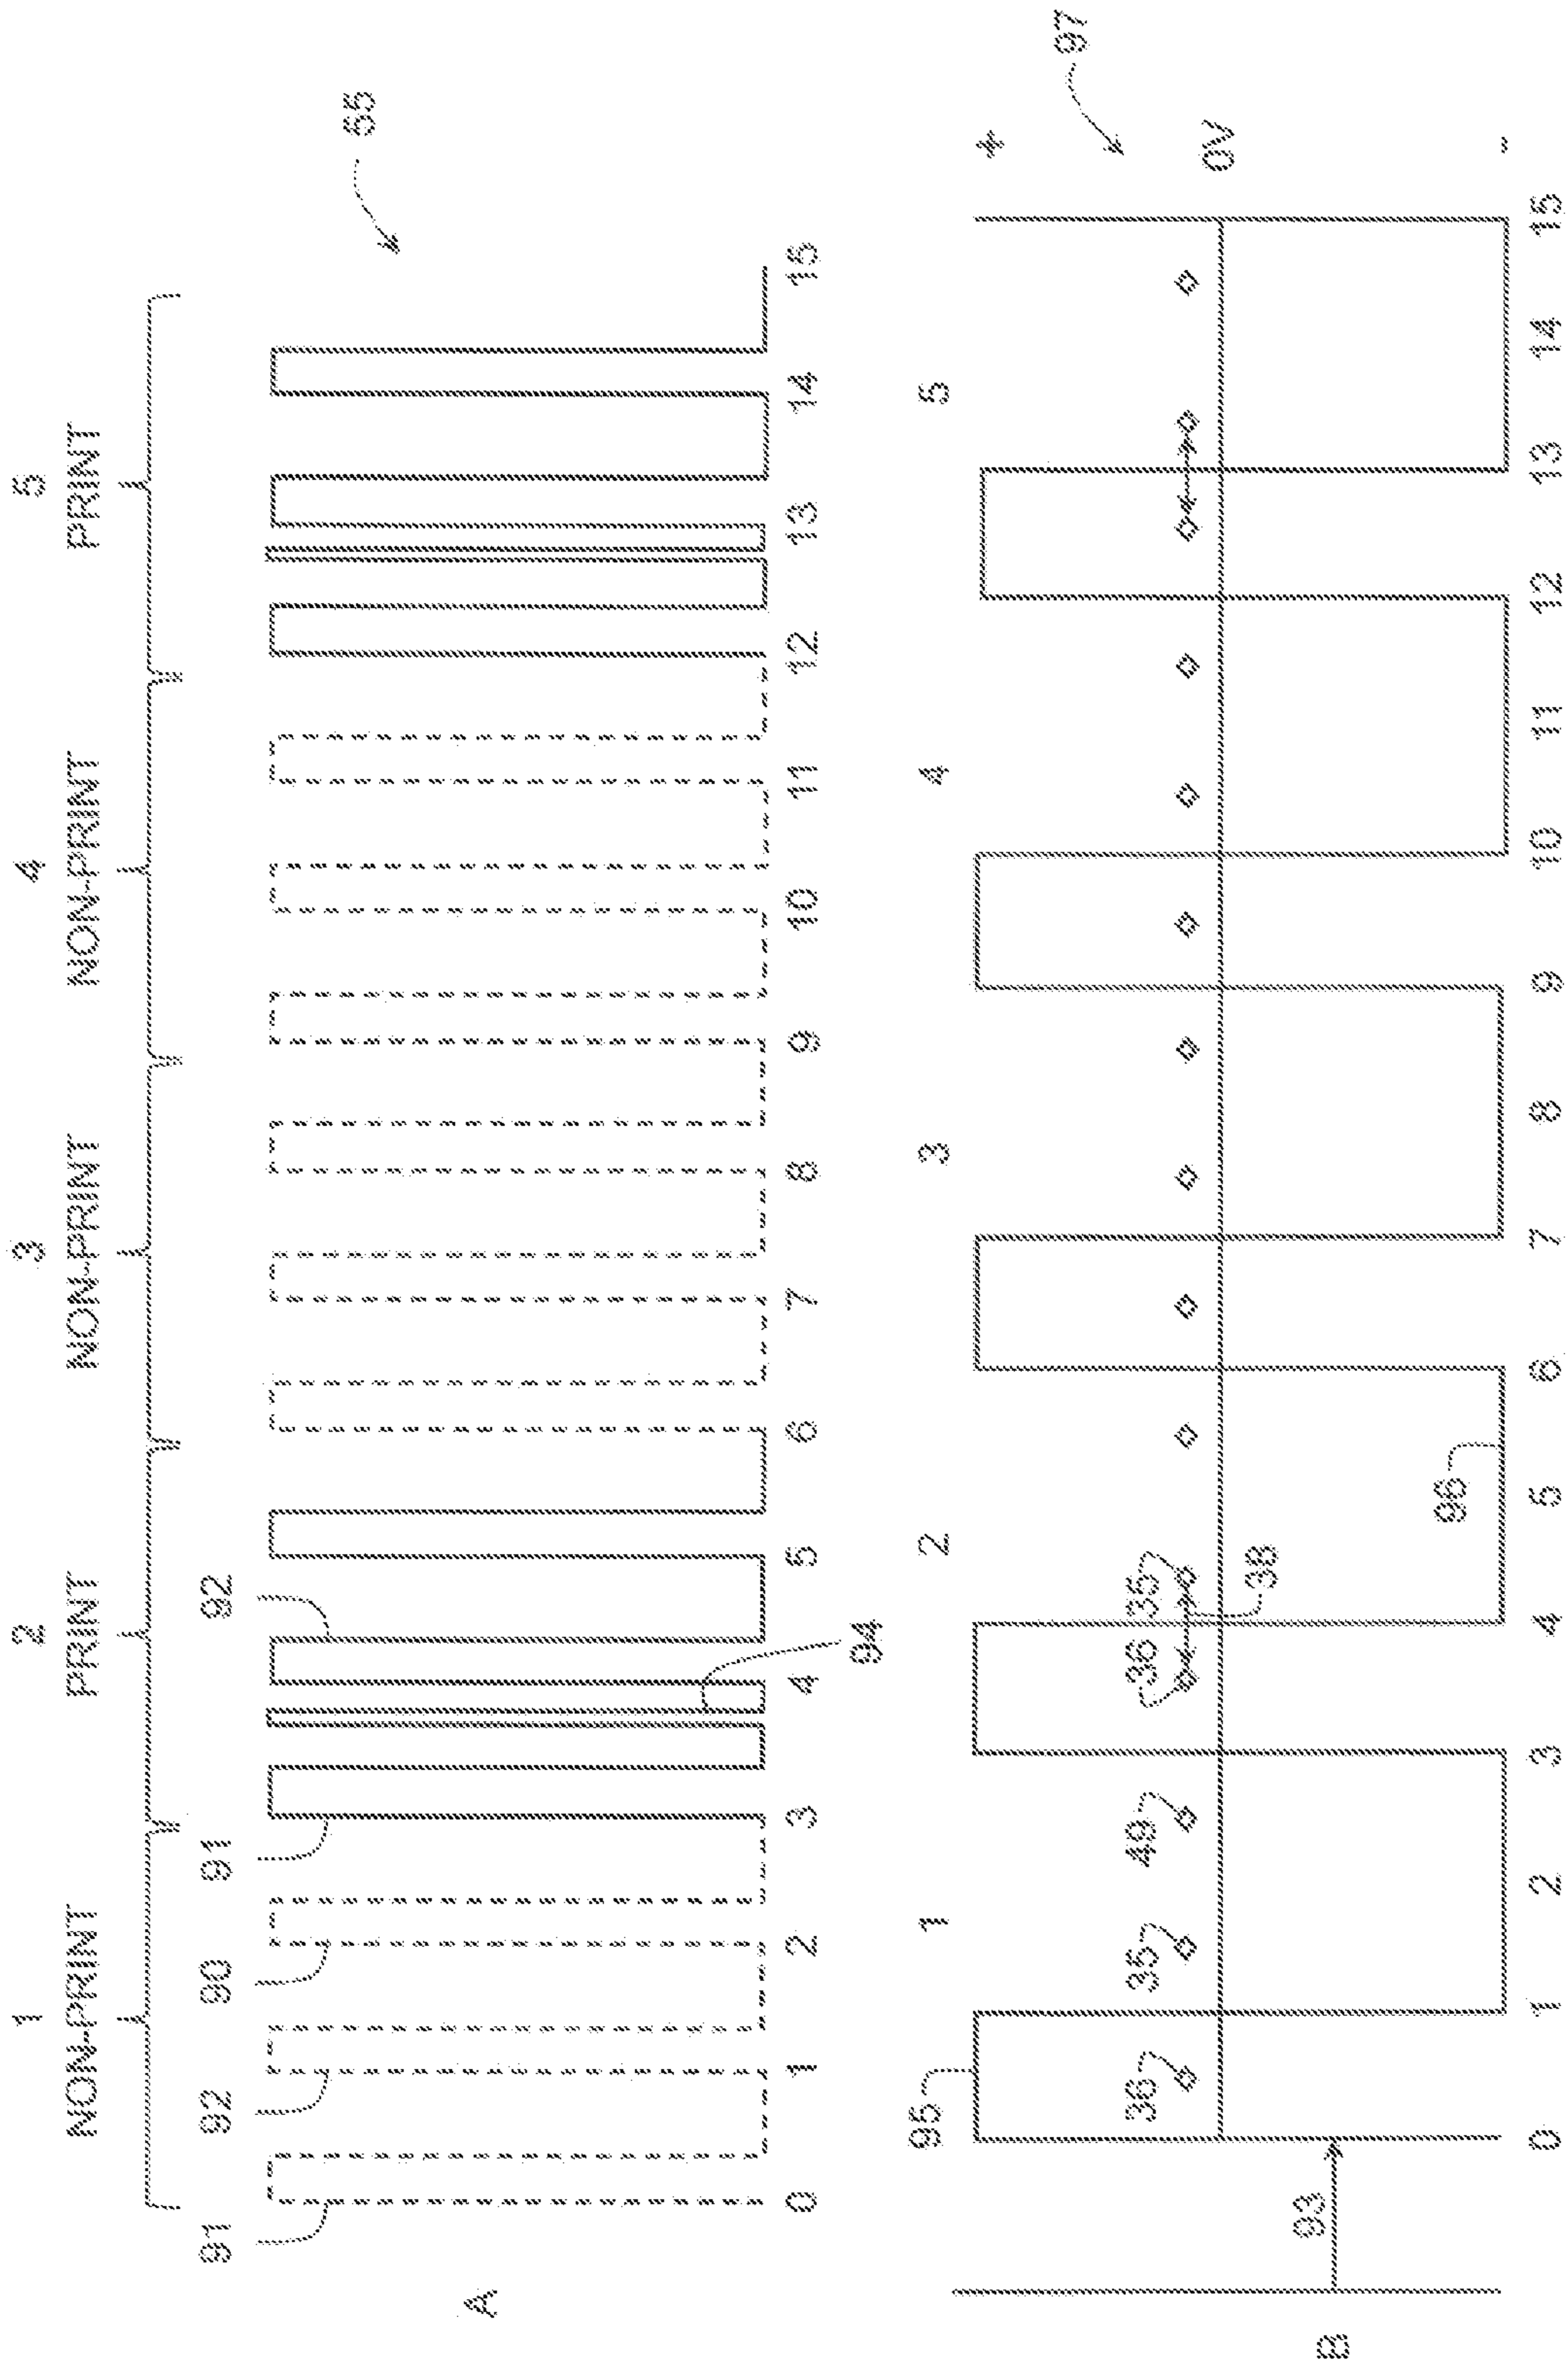 1 2 3 4 5
NON-PRINT PRINT NON-PRINT NON-PRINT PRINT
55
91 92 90 91 92
A
0 1 2 3 4 5 6 7 8 9 10 11 12 13 14 15
94
1 2 3 4 5
97
95
36 35 49 36 35
+
0V
-
38
93
96
B
0 1 2 3 4 5 6 7 8 9 10 11 12 13 14 15